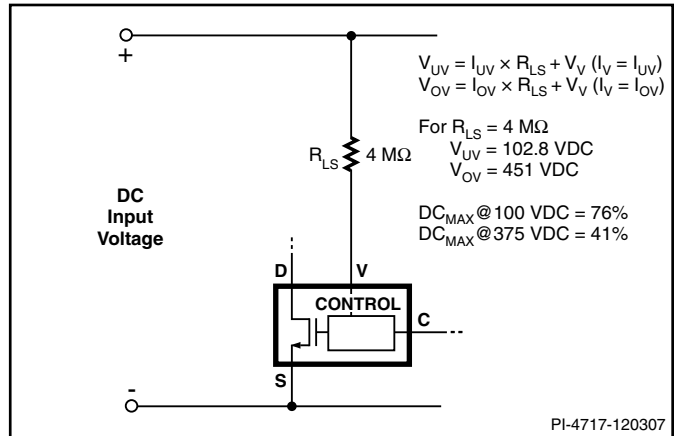 +
V_UV = I_UV × R_LS + V_V (I_V = I_UV)
V_OV = I_OV × R_LS + V_V (I_V = I_OV)
For R_LS = 4 MΩ
V_UV = 102.8 VDC
V_OV = 451 VDC
DC_MAX@100 VDC = 76%
DC_MAX@375 VDC = 41%
R_LS 4 MΩ
DC
Input
Voltage
D V
CONTROL
C
S
-
PI-4717-120307